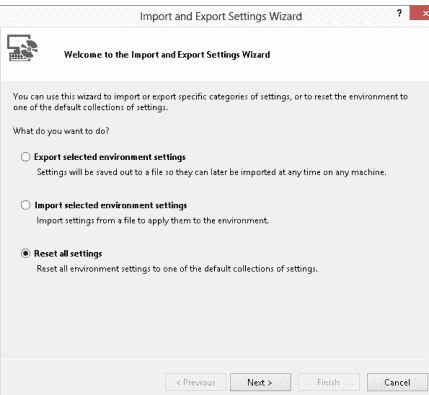 Import and Export Settings Wizard
?
x
Welcome to the Import and Export Settings Wizard
You can use this wizard to import or export specific categories of settings, or to reset the environment to
one of the default collections of settings.
What do you want to do?
Export selected environment settings
Settings will be saved out to a file so they can later be imported at any time on any machine.
Import selected environment settings
Import settings from a file to apply them to the environment.
Reset all settings
Reset all environment settings to one of the default collections of settings.
< Previous
Next >
Finish
Cancel